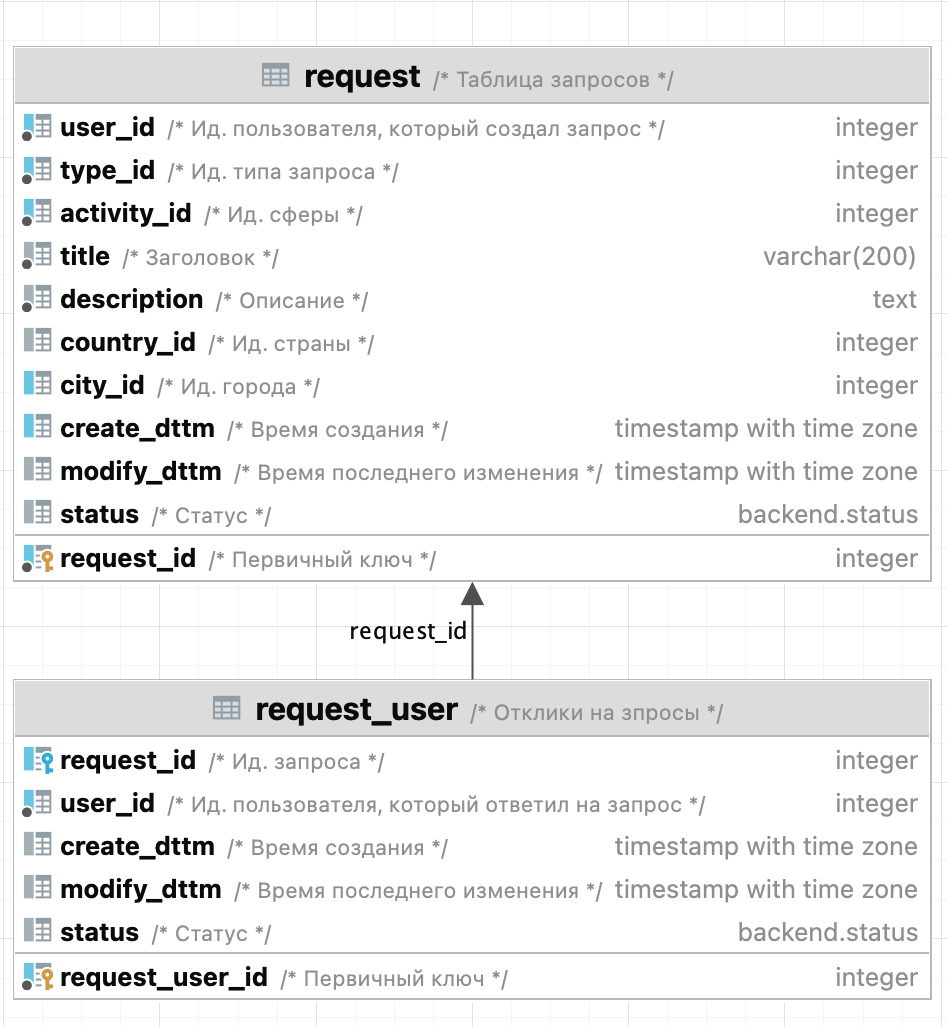 request /* Таблица запросов */
user_id /* Ид. пользователя, который создал запрос */ integer
type_id /* Ид. типа запроса */ integer
activity_id /* Ид. сферы */ integer
title /* Заголовок */ varchar(200)
description /* Описание */ text
country_id /* Ид. страны */ integer
city_id /* Ид. города */ integer
create_dttm /* Время создания */ timestamp with time zone
modify_dttm /* Время последнего изменения */ timestamp with time zone
status /* Статус */ backend.status
request_id /* Первичный ключ */ integer
request_id
request_user /* Отклики на зпросы */
request_id /* Ид. запроса */ integer
user_id /* Ид. пользователя, который ответил на запрос */ integer
create_dttm /* Время создания */ timestamp with time zone
modify_dttm /* Время последнего изменения */ timestamp with time zone
status /* Статус */ backend.status
request_user_id /* Первичный ключ */ integer